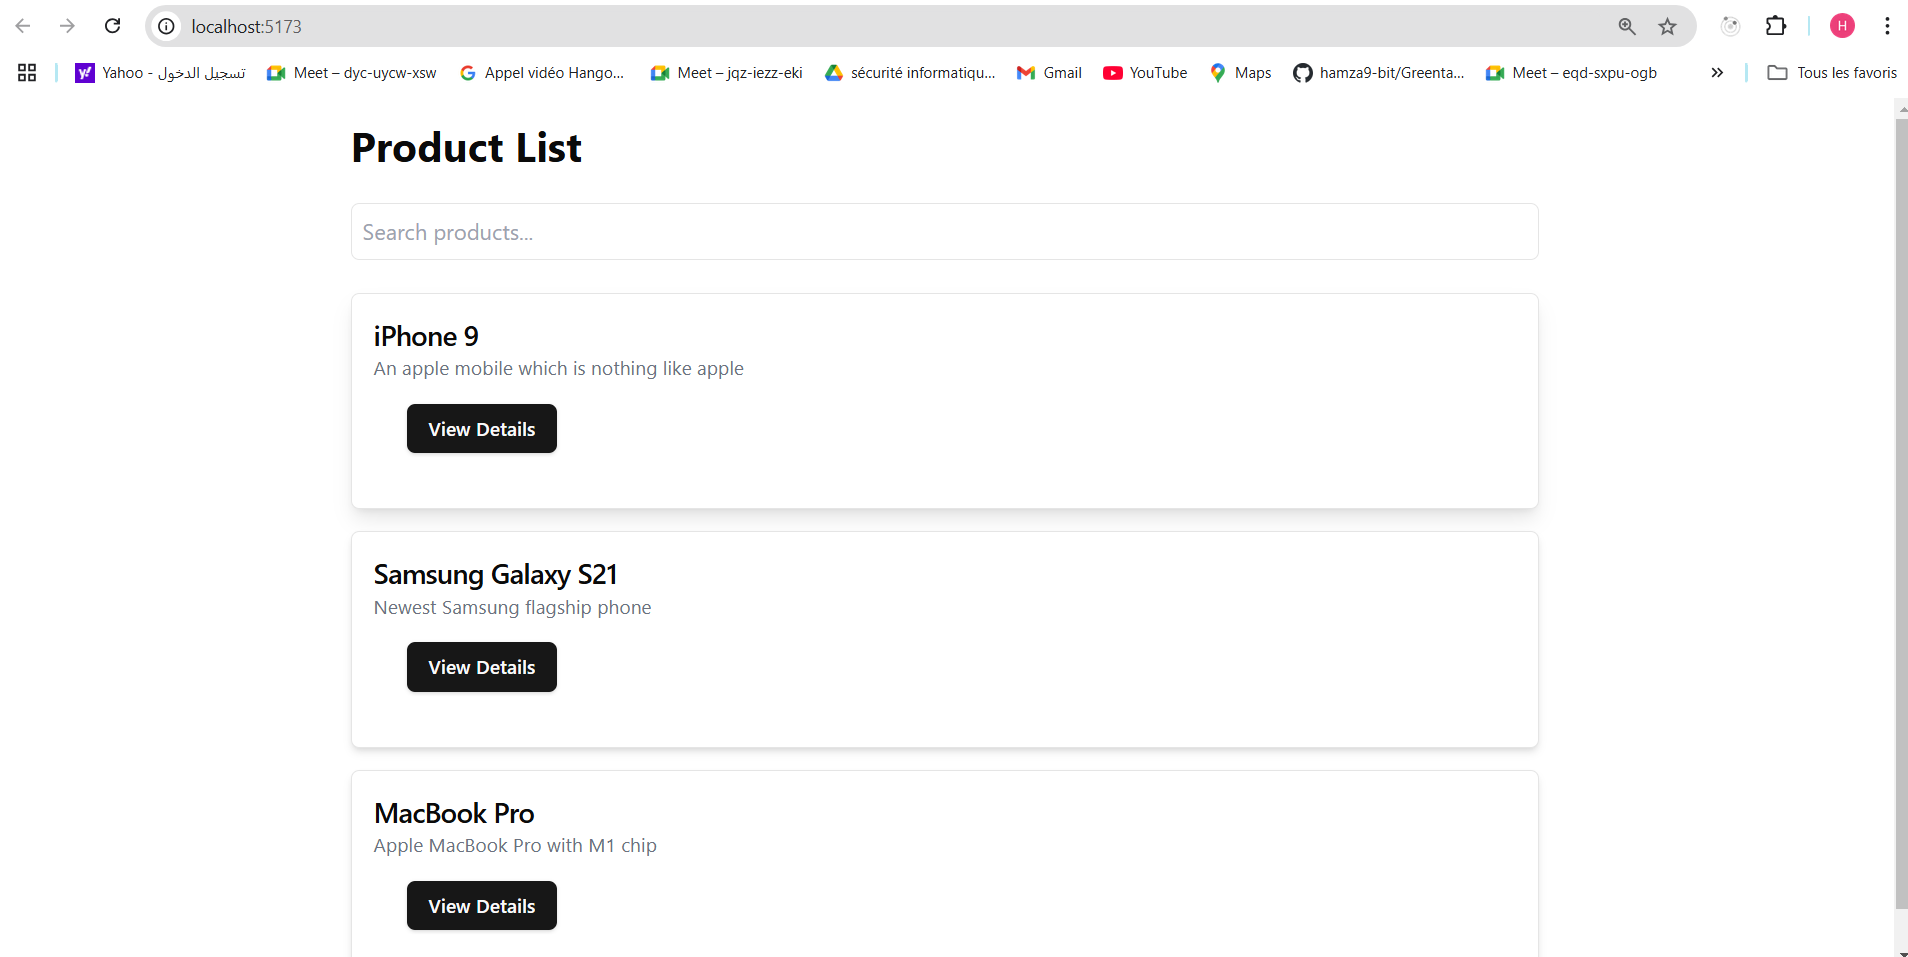 localhost:5173
H
Yahoo - تسجيل الدخول
Meet – dyc-uycw-xsw
Appel vidéo Hango...
Meet – jqz-iezz-eki
sécurité informatiqu...
Gmail
YouTube
Maps
hamza9-bit/Greenta...
Meet – eqd-sxpu-ogb
Tous les favoris
Product List
Search products...
iPhone 9
An apple mobile which is nothing like apple
View Details
Samsung Galaxy S21
Newest Samsung flagship phone
View Details
MacBook Pro
Apple MacBook Pro with M1 chip
View Details